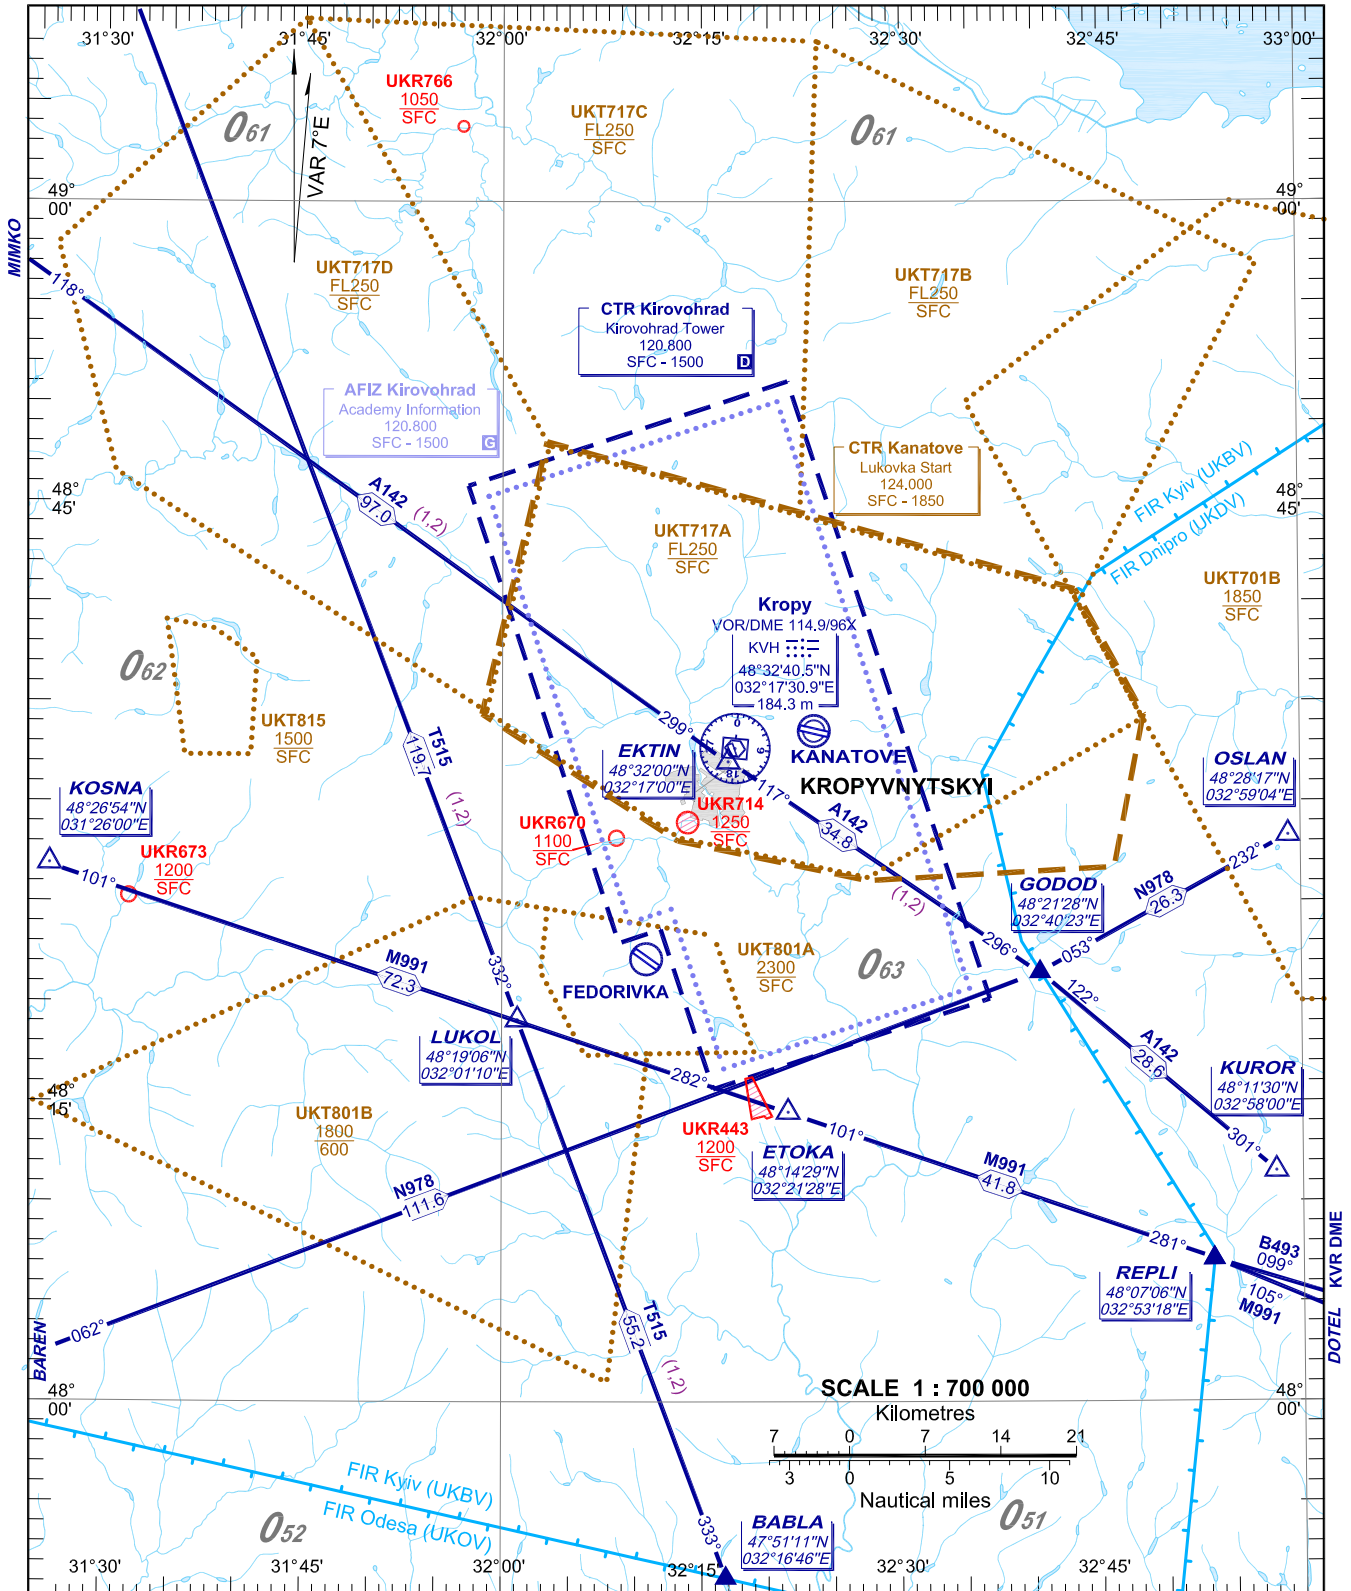 31°30'
31°45'
32°00'
32°15'
32°30'
32°45'
33°00'
UKR766
1050
SFC
UKT717C
FL250
SFC
O61
O61
VAR 7°E
49°
00'
49°
00'
MIMKO
118°
UKT717D
FL250
SFC
UKT717B
FL250
SFC
CTR Kirovohrad
Kirovohrad Tower
120.800
SFC - 1500
D
AFIZ Kirovohrad
Academy Information
120.800
SFC - 1500
G
CTR Kanatove
Lukovka Start
124.000
SFC - 1850
FIR Kyiv (UKBV)
FIR Dnipro (UKDV)
48°
45'
48°
45'
A142
97.0
(1,2)
UKT717A
FL250
SFC
UKT701B
1850
SFC
Kropy
VOR/DME 114.9/96X
KVH
48°32'40.5"N
032°17'30.9"E
184.3 m
O62
UKT815
1500
SFC
T515
119.7
(1,2)
299°
0
9
18
EKTIN
48°32'00"N
032°17'00"E
KANATOVE
KROPYVNYTSKYI
117°
OSLAN
48°28'17"N
032°59'04"E
KOSNA
48°26'54"N
031°26'00"E
UKR714
1250
SFC
UKR670
1100
SFC
A142
34.8
(1,2)
UKR673
1200
SFC
101°
232°
N978
26.3
GODOD
48°21'28"N
032°40'23"E
053°
296°
UKT801A
2300
SFC
O63
M991
72.3
332°
FEDORIVKA
122°
LUKOL
48°19'06"N
032°01'10"E
A142
28.6
KUROR
48°11'30"N
032°58'00"E
282°
48°
15'
48°
15'
UKT801B
1800
600
UKR443
1200
SFC
101°
ETOKA
48°14'29"N
032°21'28"E
301°
M991
41.8
N978
111.6
281°
B493
099°
105°
M991
REPLI
48°07'06"N
032°53'18"E
KVR DME
DOTEL
062°
BAREN
T515
55.2
(1,2)
48°
00'
48°
00'
SCALE 1 : 700 000
Kilometres
7 0 7 14 21
3 0 5 10
Nautical miles
FIR Kyiv (UKBV)
FIR Odesa (UKOV)
O52
O51
333°
BABLA
47°51'11"N
032°16'46"E
31°30'
31°45'
32°00'
32°15'
32°30'
32°45'